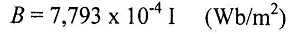 B = 7,793 x 10⁻⁴ I (Wb/m²)